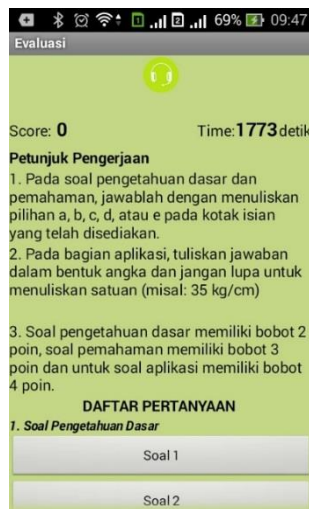 69% 09:47
Evaluasi
Score: 0 Time:1773detik
Petunjuk Pengerjaan
1. Pada soal pengetahuan dasar dan
pemahaman, jawablah dengan menuliskan
pilihan a, b, c, d, atau e pada kotak isian
yang telah disediakan.
2. Pada bagian aplikasi, tuliskan jawaban
dalam bentuk angka dan jangan lupa untuk
menuliskan satuan (misal: 35 kg/cm)
3. Soal pengetahuan dasar memiliki bobot 2
poin, soal pemahaman memiliki bobot 3
poin dan untuk soal aplikasi memiliki bobot
4 poin.
DAFTAR PERTANYAAN
1. Soal Pengetahuan Dasar
Soal 1
Soal 2